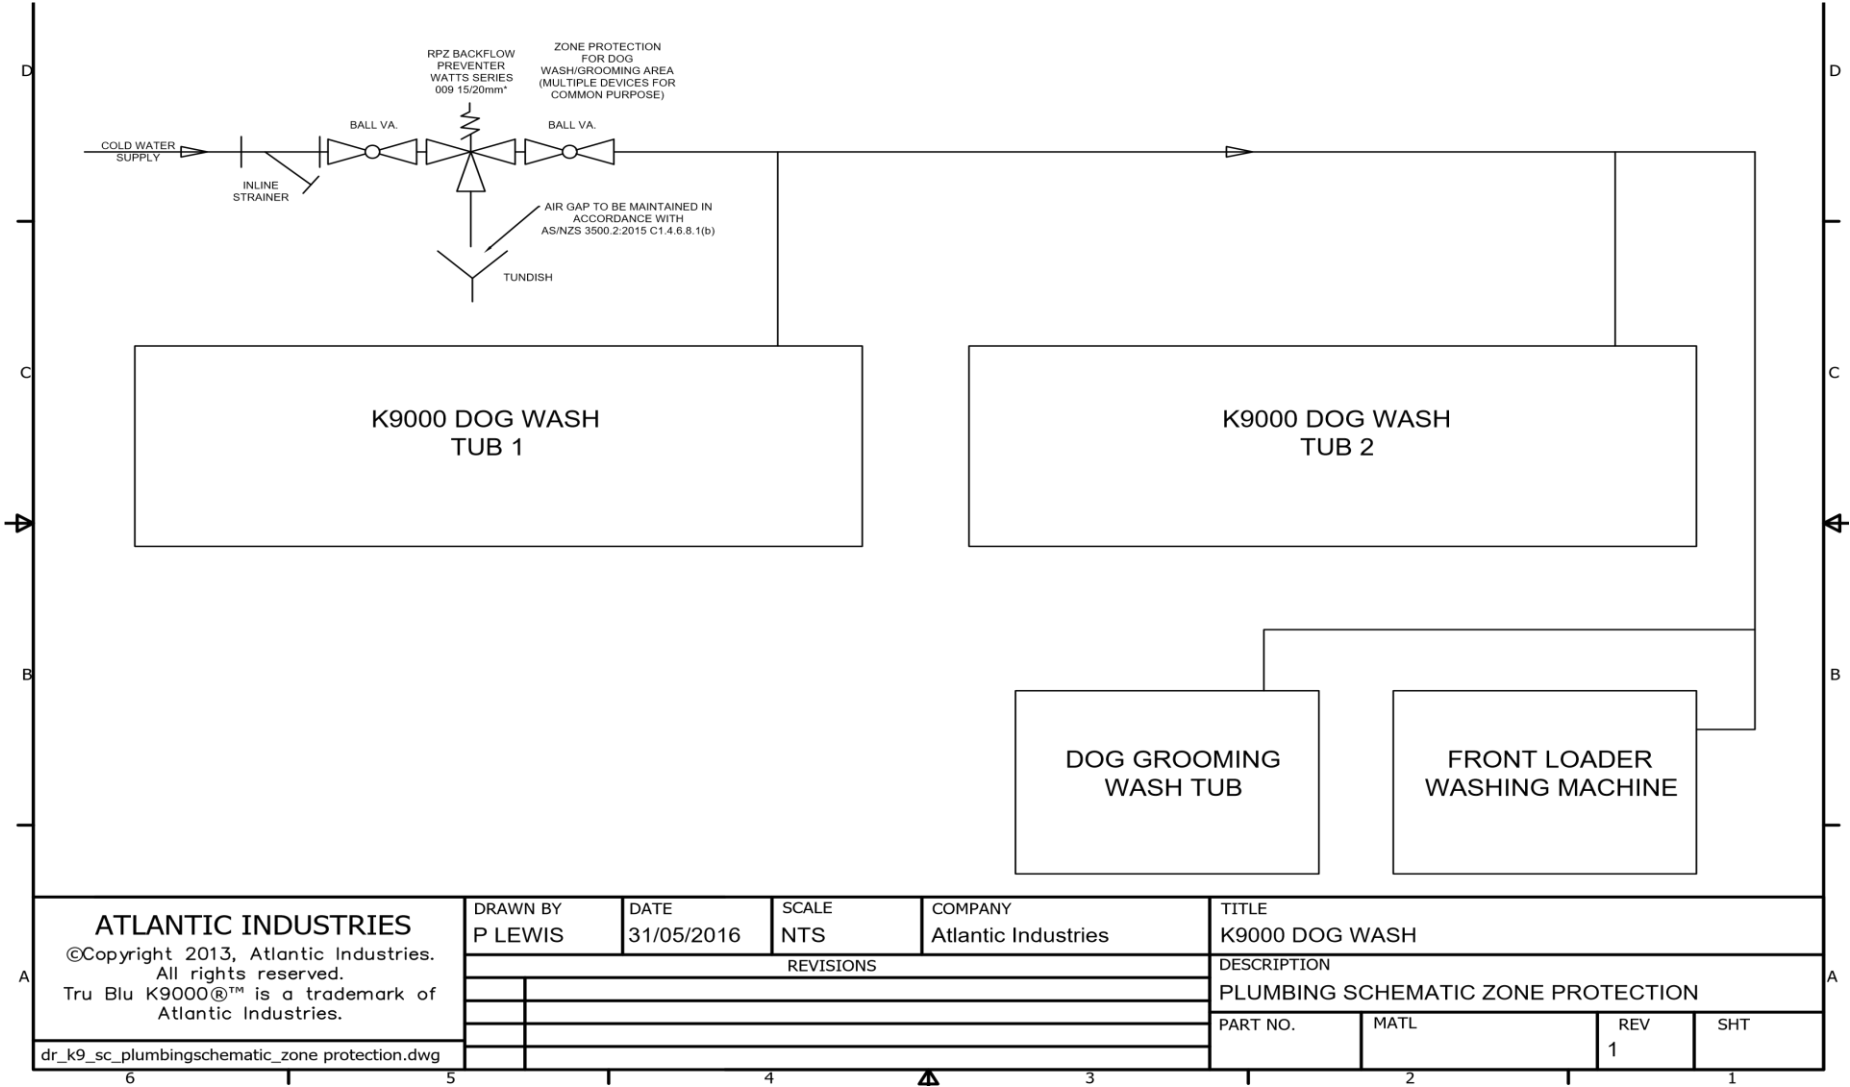 D
D
RPZ BACKFLOW
PREVENTER
WATTS SERIES
009 15/20mm*
ZONE PROTECTION
FOR DOG
WASH/GROOMING AREA
(MULTIPLE DEVICES FOR
COMMON PURPOSE)
BALL VA.
BALL VA.
COLD WATER
SUPPLY
INLINE
STRAINER
AIR GAP TO BE MAINTAINED IN
ACCORDANCE WITH
AS/NZS 3500.2:2015 C1.4.6.8.1(b)
TUNDISH
C
C
K9000 DOG WASH
TUB 1
K9000 DOG WASH
TUB 2
B
B
DOG GROOMING
WASH TUB
FRONT LOADER
WASHING MACHINE
A
A
ATLANTIC INDUSTRIES
©Copyright 2013, Atlantic Industries.
All rights reserved.
Tru Blu K9000®™ is a trademark of
Atlantic Industries.
dr_k9_sc_plumbingschematic_zone protection.dwg
DRAWN BY
P LEWIS
DATE
31/05/2016
SCALE
NTS
COMPANY
Atlantic Industries
REVISIONS
TITLE
K9000 DOG WASH
DESCRIPTION
PLUMBING SCHEMATIC ZONE PROTECTION
PART NO.
MATL
REV
1
SHT
6
5
4
3
2
1